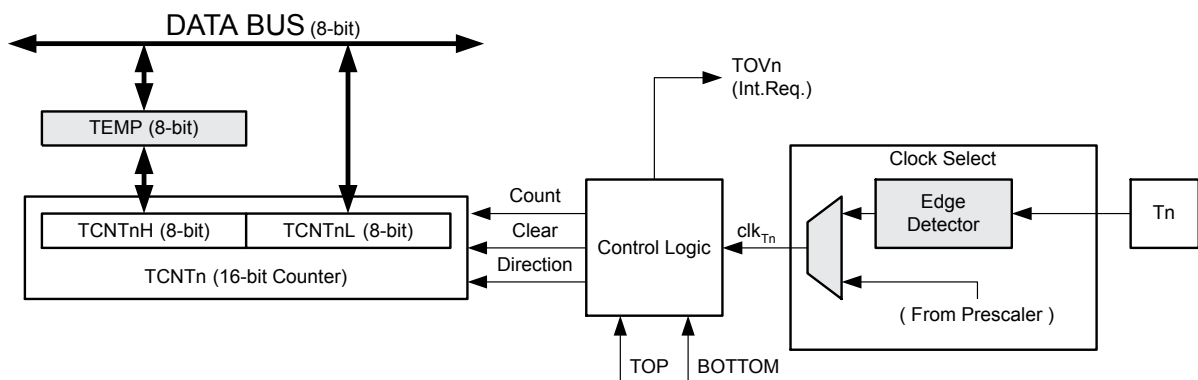 DATA BUS (8-bit)
TOVn
(Int.Req.)
TEMP (8-bit)
Clock Select
Count
Edge
Detector
Tn
TCNTnH (8-bit)
TCNTnL (8-bit)
Clear
Control Logic
clkTn
TCNTn (16-bit Counter)
Direction
( From Prescaler )
TOP
BOTTOM